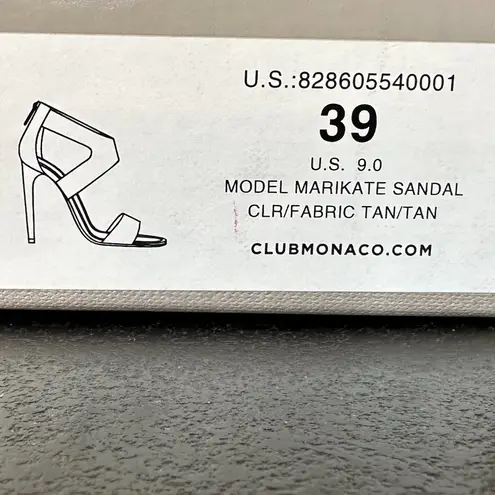 U.S.:828605540001
39
U.S. 9.0
MODEL MARIKATE SANDAL
CLR/FABRIC TAN/TAN
CLUBMONACO.COM